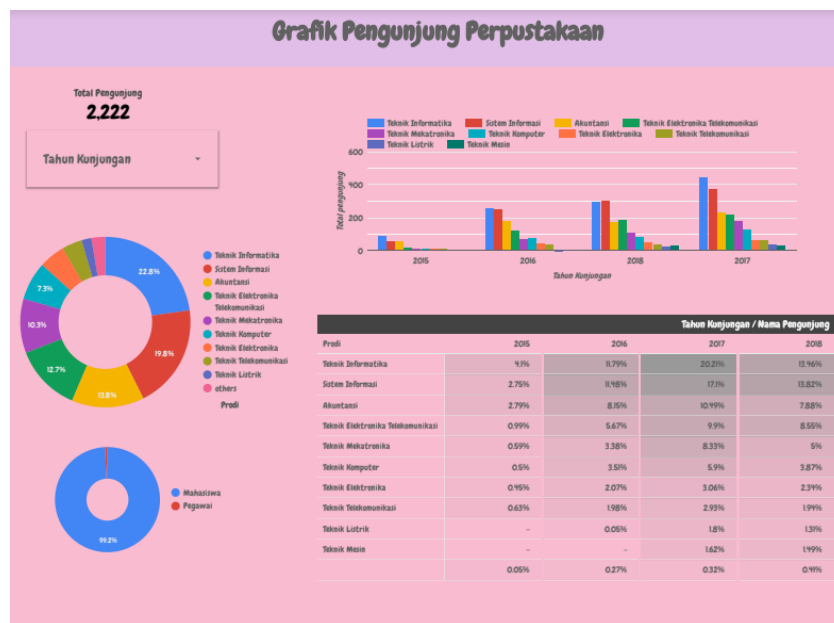 Grafik Pengunjung Perpustakaan
Total Pengunjung
2,222
Tahun Kunjungan
Teknik Informatika Sistem Informasi Akuntansi Teknik Elektronika Telekomunikasi
Teknik Mekatronika Teknik Komputer Teknik Elektronika Teknik Telekomunikasi
Teknik Listrik Teknik Mesin
600
400
200
0
Total pengunjung
2015 2016 2018 2017
Tahun Kunjungan
22.8%
19.8%
13.8%
12.7%
10.3%
7.3%
Teknik Informatika
Sistem Informasi
Akuntansi
Teknik Elektronika
Telekomunikasi
Teknik Mekatronika
Teknik Komputer
Teknik Elektronika
Teknik Telekomunikasi
Teknik Listrik
others
Prodi
99.2%
Mahasiswa
Pegawai
Tahun Kunjungan / Nama Pengunjung
Prodi 2015 2016 2017 2018
Teknik Informatika 4.1% 11.79% 20.21% 13.46%
Sistem Informasi 2.75% 11.48% 17.1% 13.82%
Akuntansi 2.79% 8.15% 10.49% 7.88%
Teknik Elektronika Telekomunikasi 0.99% 5.67% 9.9% 8.55%
Teknik Mekatronika 0.59% 3.38% 8.33% 5%
Teknik Komputer 0.5% 3.51% 5.9% 3.87%
Teknik Elektronika 0.45% 2.07% 3.06% 2.34%
Teknik Telekomunikasi 0.63% 1.98% 2.93% 1.94%
Teknik Listrik - 0.05% 1.8% 1.31%
Teknik Mesin - - 1.62% 1.49%
0.05% 0.27% 0.32% 0.41%